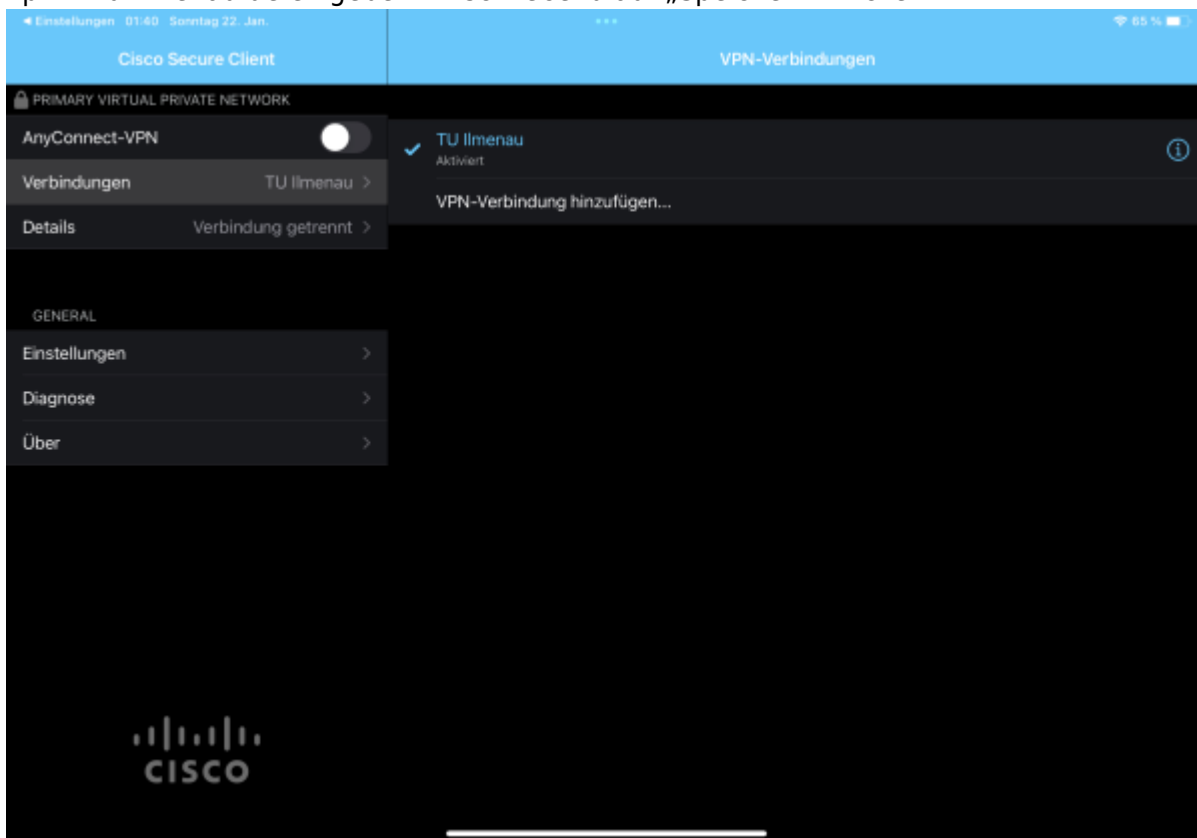 ◀ Einstellungen 01:40 Sonntag 22. Jan.
65 %
Cisco Secure Client
VPN-Verbindungen
PRIMARY VIRTUAL PRIVATE NETWORK
AnyConnect-VPN
TU Ilmenau
Aktiviert
Verbindungen TU Ilmenau >
VPN-Verbindung hinzufügen...
Details Verbindung getrennt >
GENERAL
Einstellungen >
Diagnose >
Über >
CISCO